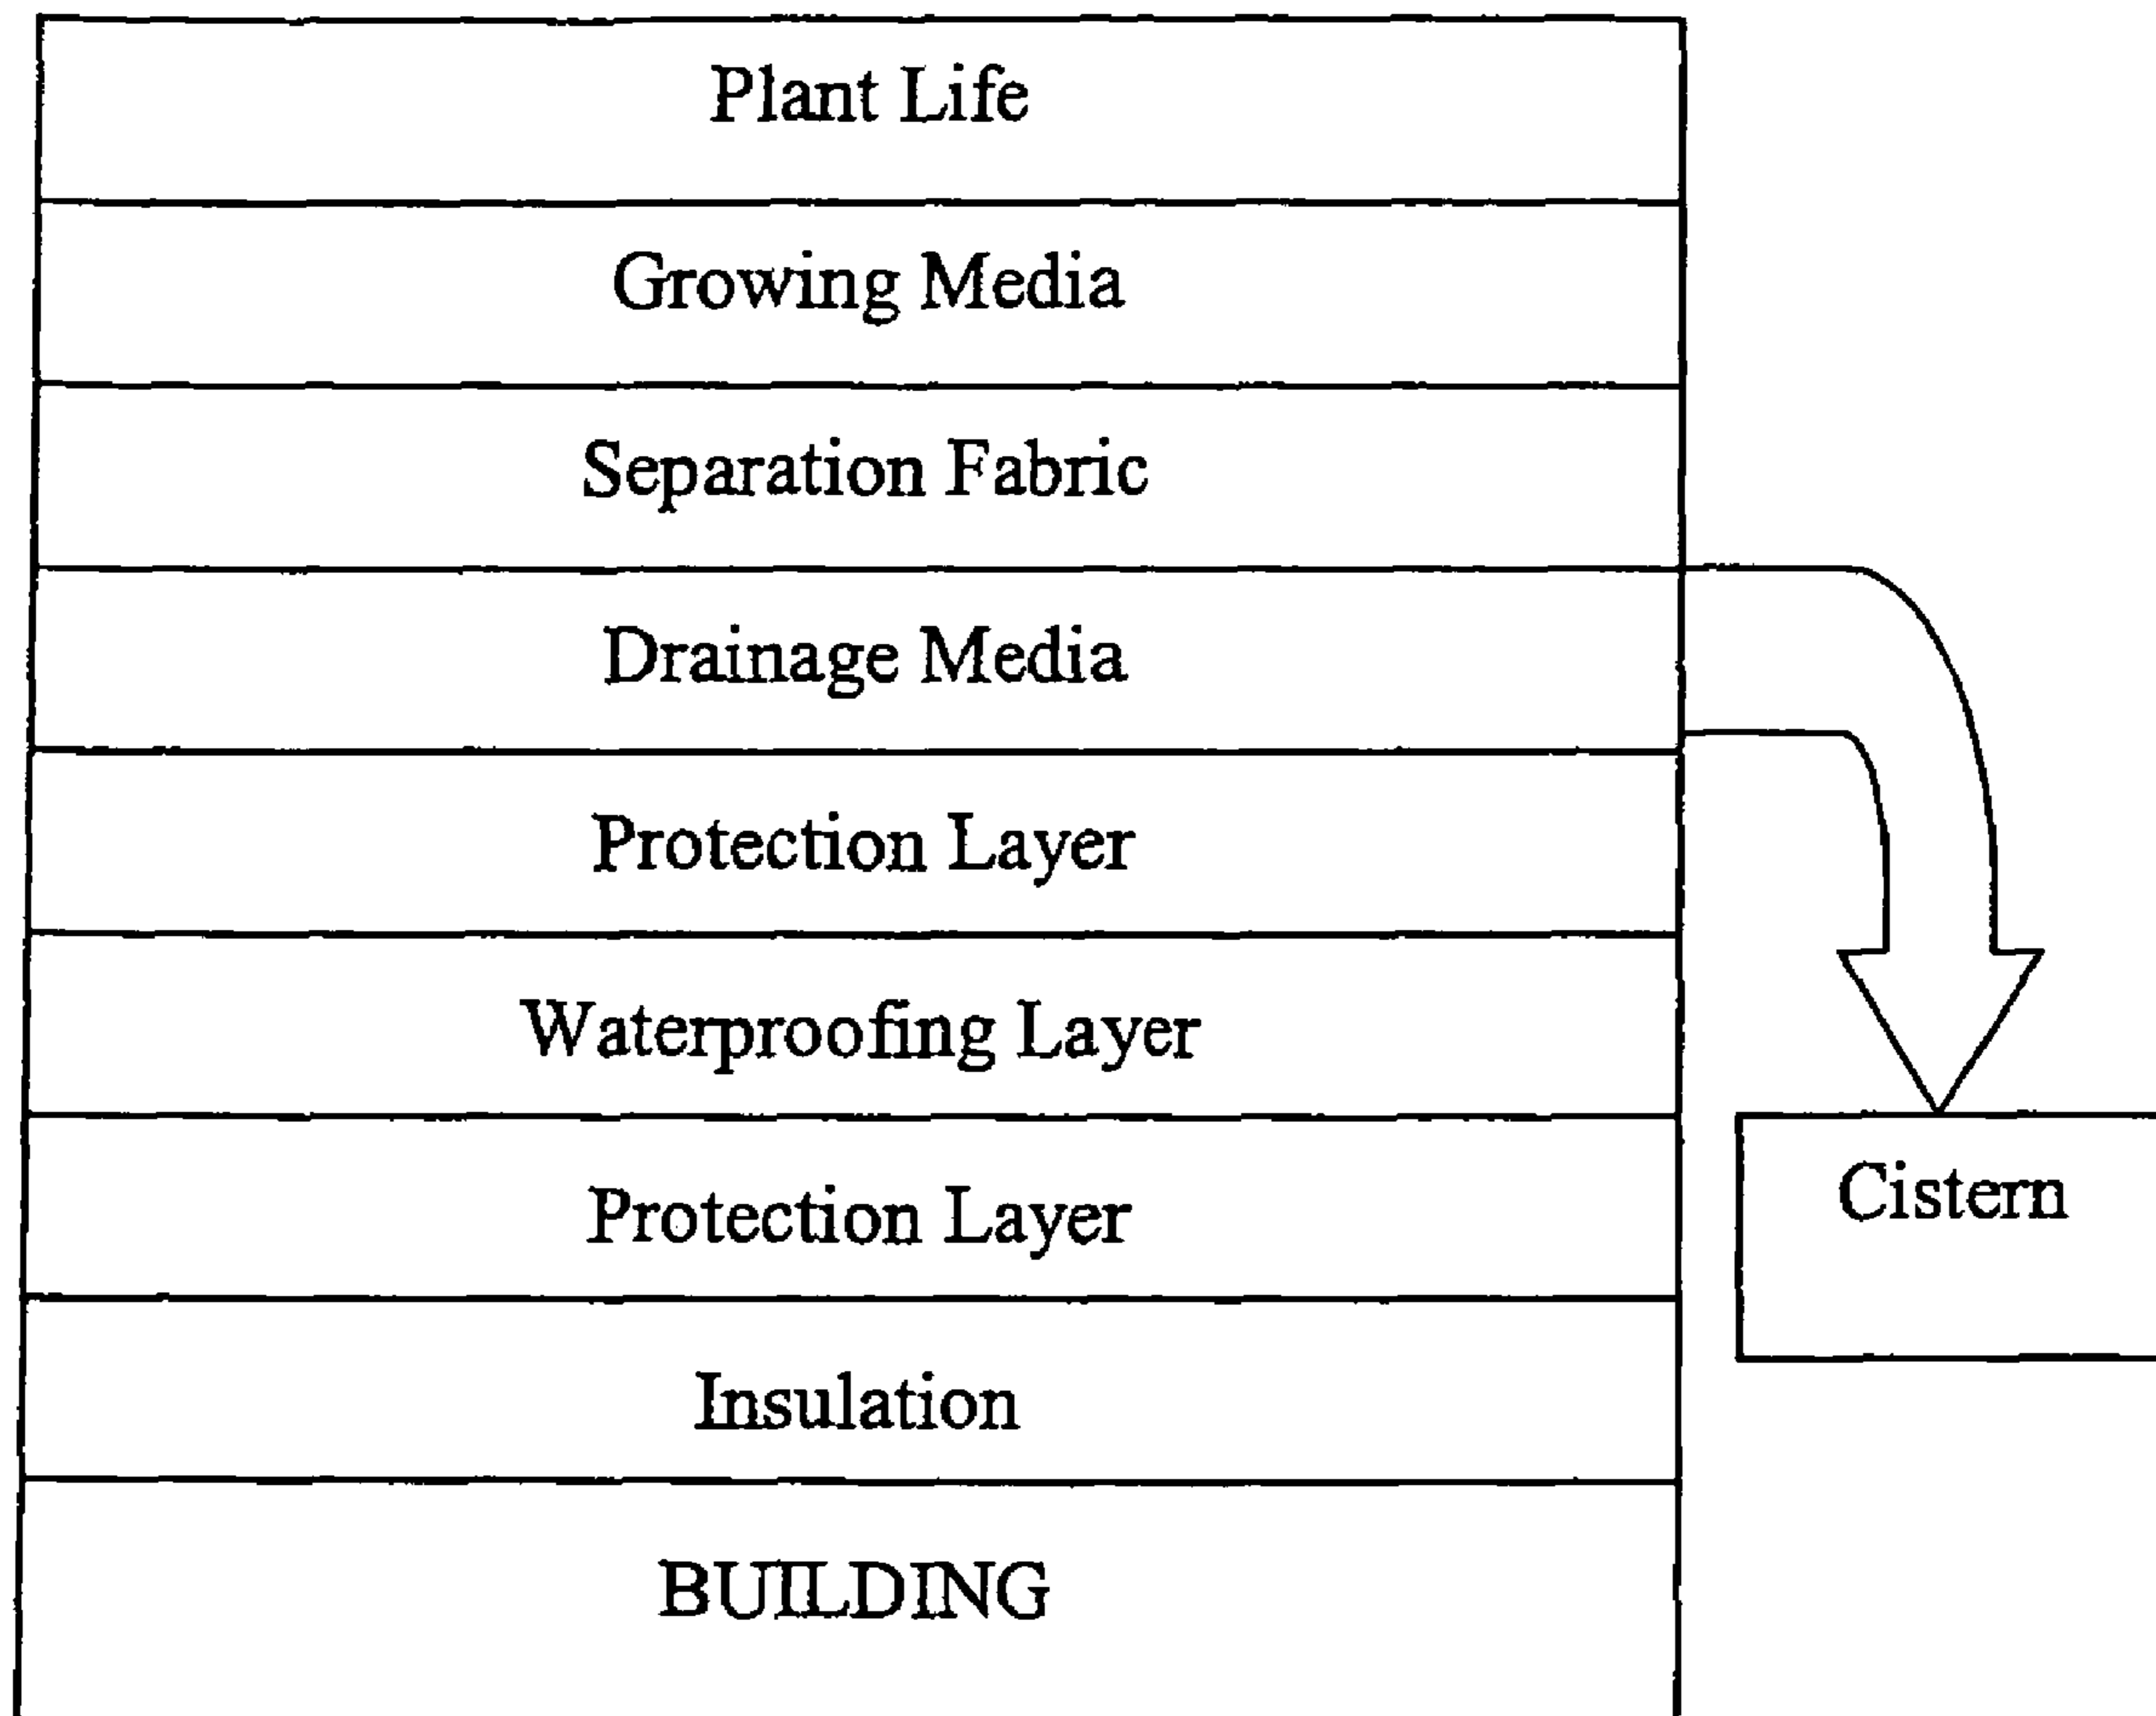 Plant Life
Growing Media
Separation Fabric
Drainage Media
Protection Layer
Waterproofing Layer
Protection Layer
Cistern
Insulation
BUILDING